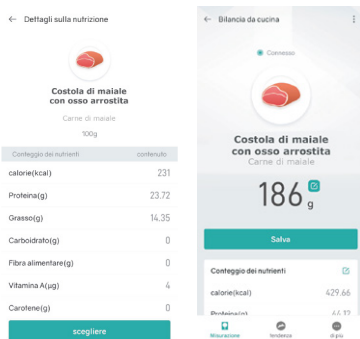 ← Dettagli sulla nutrizione
Costola di maiale
con osso arrostita
Carne di maiale
100g
Conteggio dei nutrienti contenuto
calorie(kcal) 231
Proteina(g) 23.72
Grasso(g) 14.35
Carboidrato(g) 0
Fibra alimentare(g) 0
Vitamina A(μg) 4
Carotene(g) 0
scegliere
← Bilancia da cucina
Connesso
Costola di maiale
con osso arrostita
Carne di maiale
186 g
Salva
Conteggio dei nutrienti
calorie(kcal) 429.66
Proteina(g) 44.12
Misurazione tendenza di più